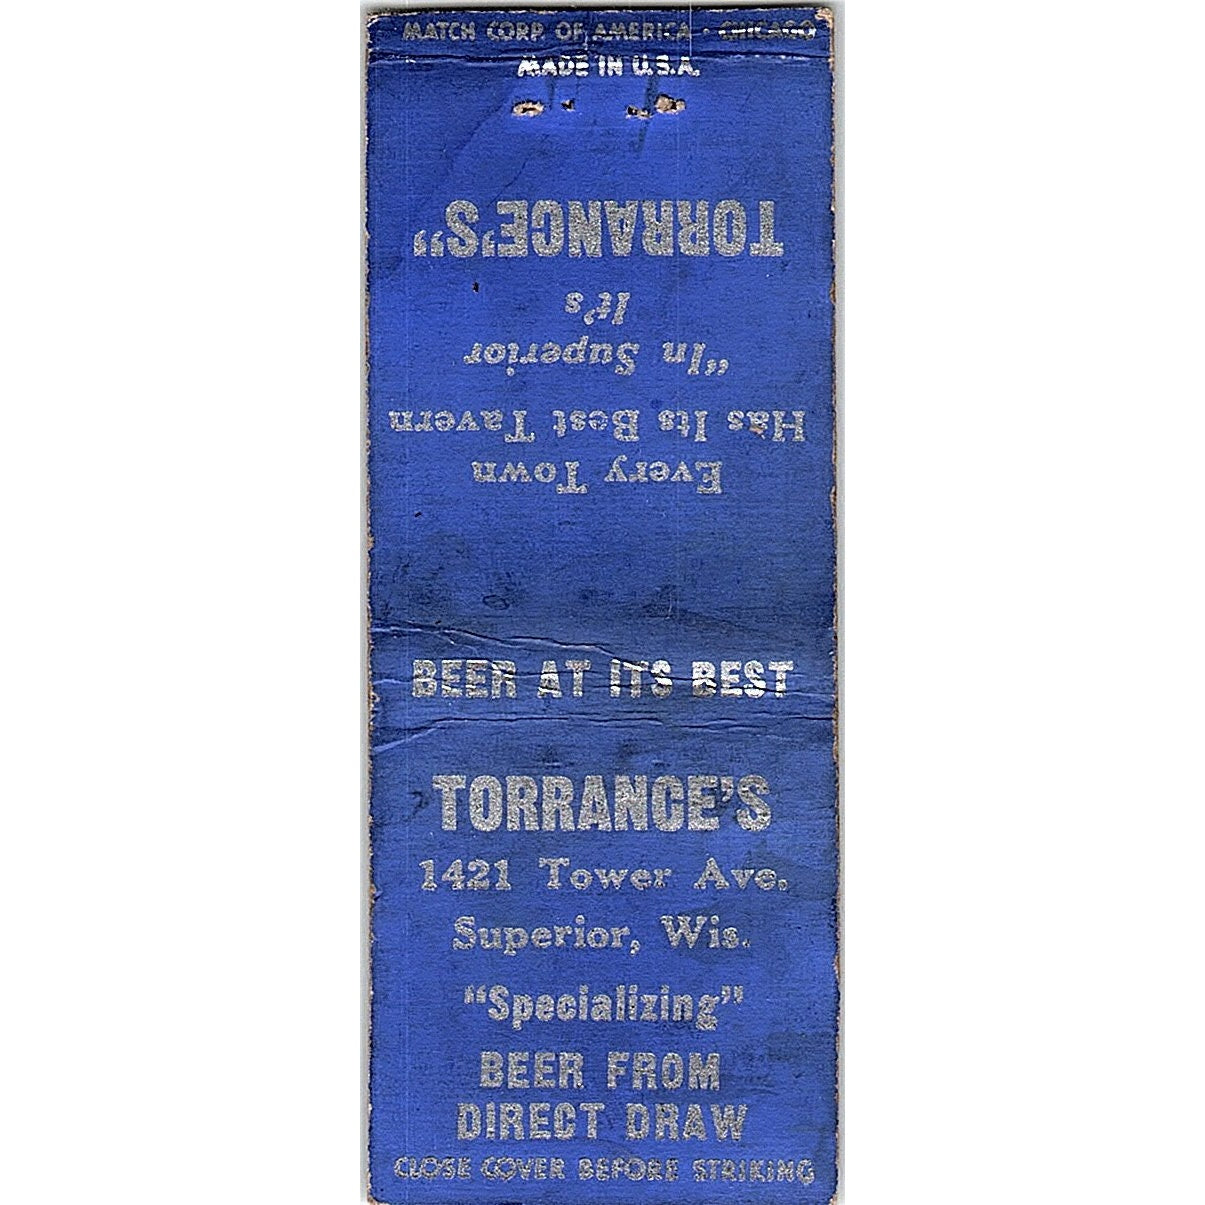 MATCH CORP. OF AMERICA · CHICAGO
MADE IN U.S.A.
Every Town
Has Its Best Tavern
"In Superior
It's
TORRANCE'S"
BEER AT ITS BEST
TORRANCE'S
1421 Tower Ave.
Superior, Wis.
"Specializing"
BEER FROM
DIRECT DRAW
CLOSE COVER BEFORE STRIKING